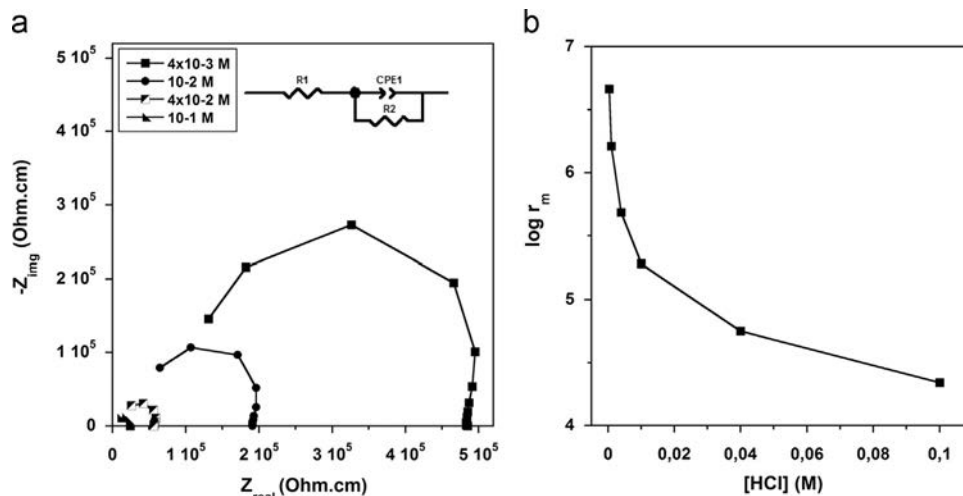 a
b
5 10^5
4 10^5
3 10^5
2 10^5
1 10^5
0
-Z_img (Ohm.cm)
4x10-3 M
10-2 M
4x10-2 M
10-1 M
R1
CPE1
R2
0
1 10^5
2 10^5
3 10^5
4 10^5
5 10^5
(Ohm.cm)
7
6
5
4
log r_m
0
0,02
0,04
0,06
0,08
0,1
[HCl] (M)